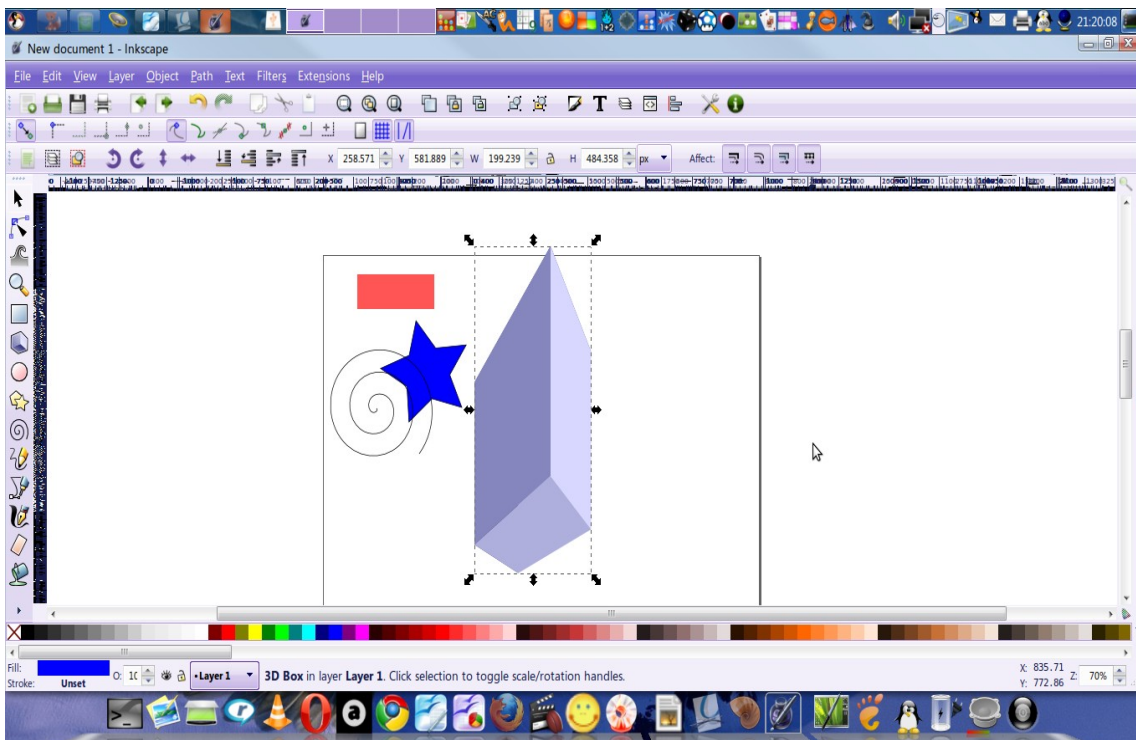 21:20:08
New document 1 - Inkscape
File Edit View Layer Object Path Text Filters Extensions Help
X 258.571 Y 581.889 W 199.239 H 484.358 px Affect:
Fill:
Stroke: Unset
O: 1( •Layer 1 3D Box in layer Layer 1. Click selection to toggle scale/rotation handles.
X: 835.71
Y: 772.86
Z: 70%